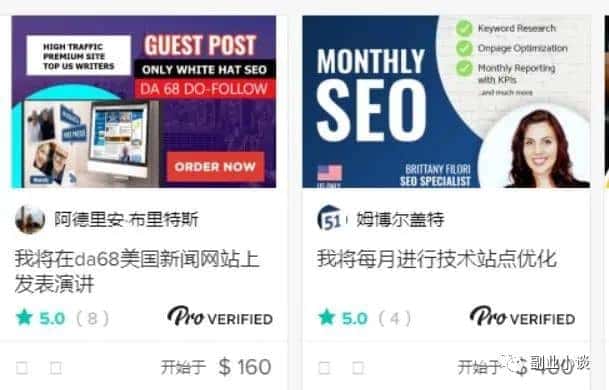 HIGH TRAFFIC
PREMIUM SITE
TOP US WRITERS
GUEST POST
ONLY WHITE HAT SEO
DA 68 DO-FOLLOW
ORDER NOW
阿德里安·布里特斯
我将在da68美国新闻网站上
发表演讲
★ 5.0 (8)
Pro VERIFIED
开始于 $160
MONTHLY
SEO
Keyword Research
Onpage Optimization
Monthly Reporting
with KPIs
..and much more
US ONLY
BRITTANY FILORI
SEO SPECIALIST
51
姆博尔盖特
我将每月进行技术站点优化
★ 5.0 (4)
Pro VERIFIED
开始于 $400
副业小谈